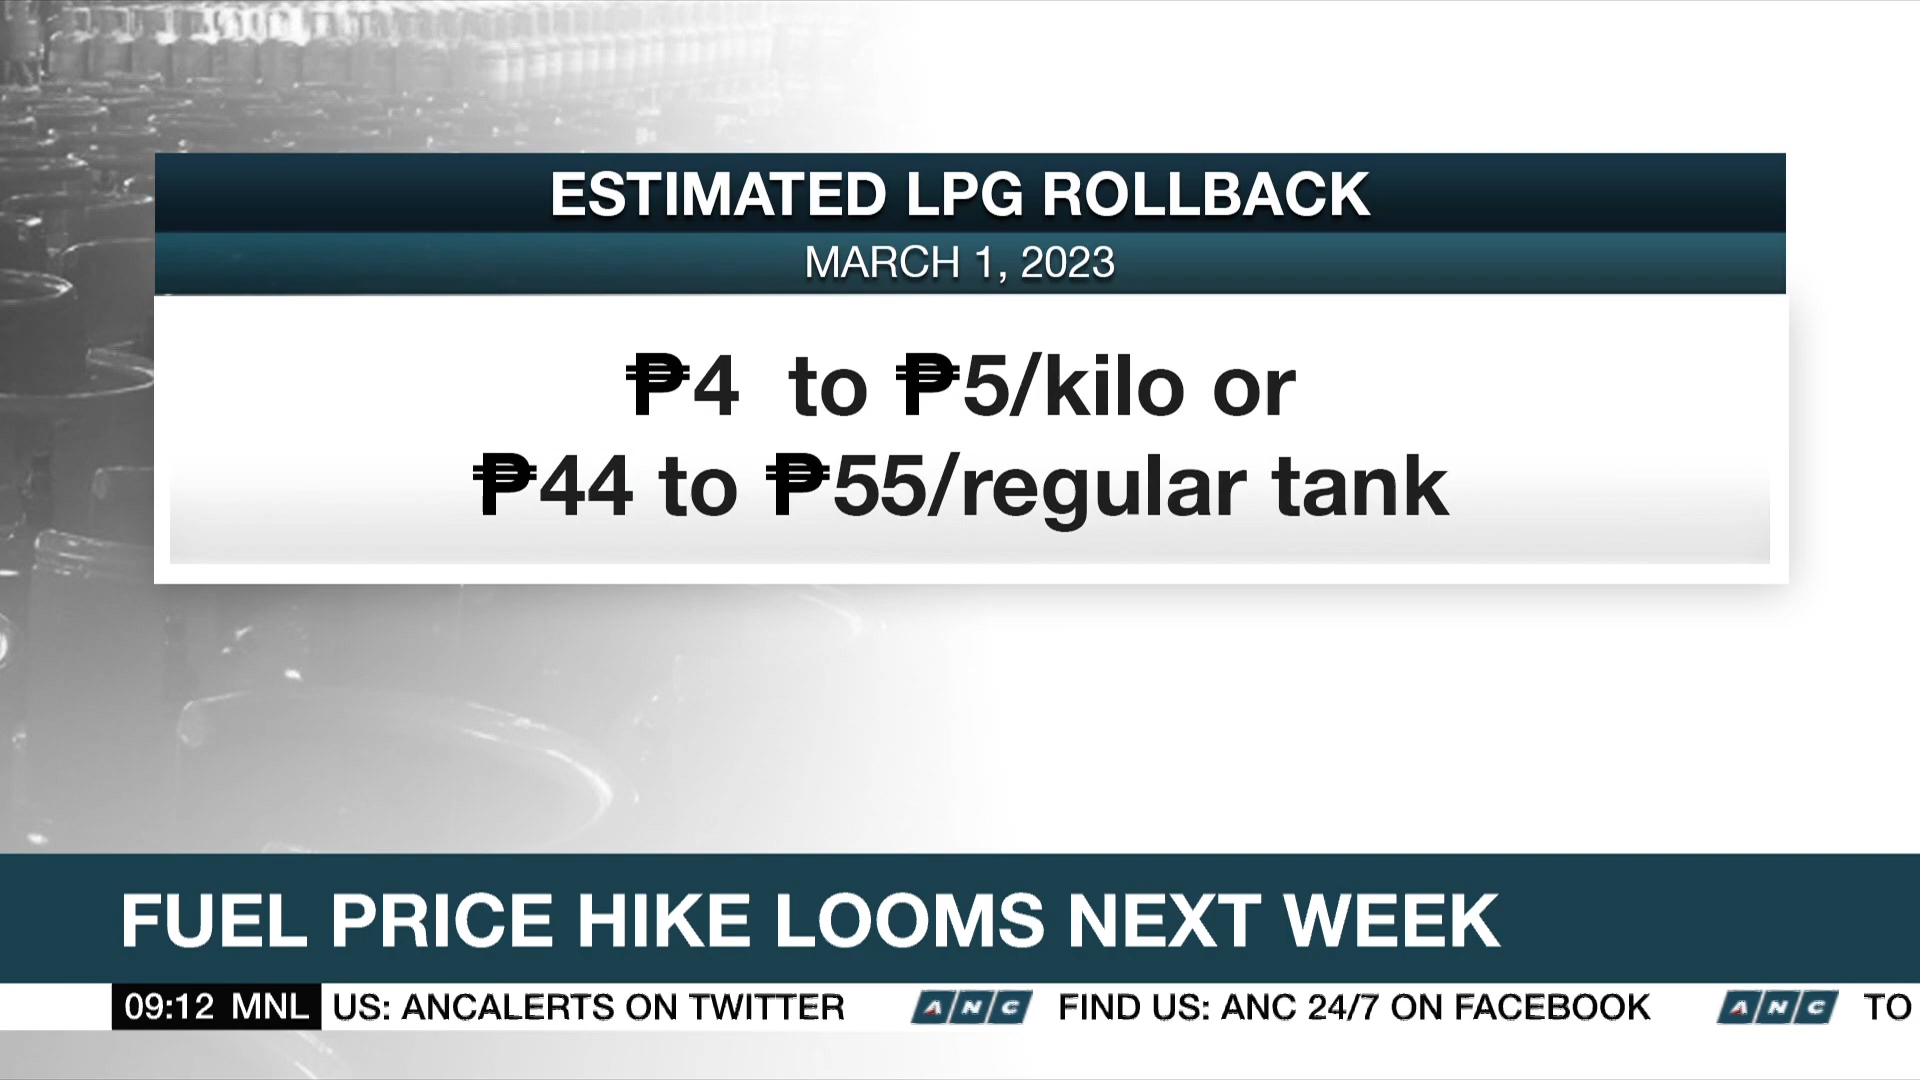 ESTIMATED LPG ROLLBACK
MARCH 1, 2023
₱4 to ₱5/kilo or
₱44 to ₱55/regular tank
FUEL PRICE HIKE LOOMS NEXT WEEK
09:12 MNL US: ANCALERTS ON TWITTER ANC FIND US: ANC 24/7 ON FACEBOOK ANC TO